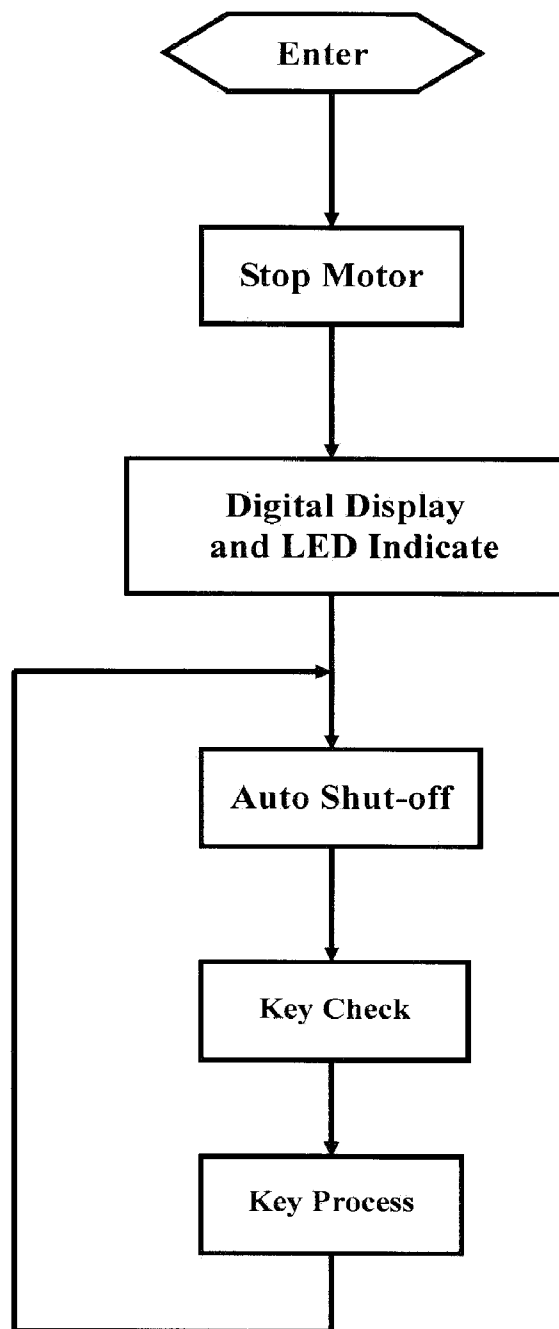 Enter
Stop Motor
Digital Display
and LED Indicate
Auto Shut-off
Key Check
Key Process